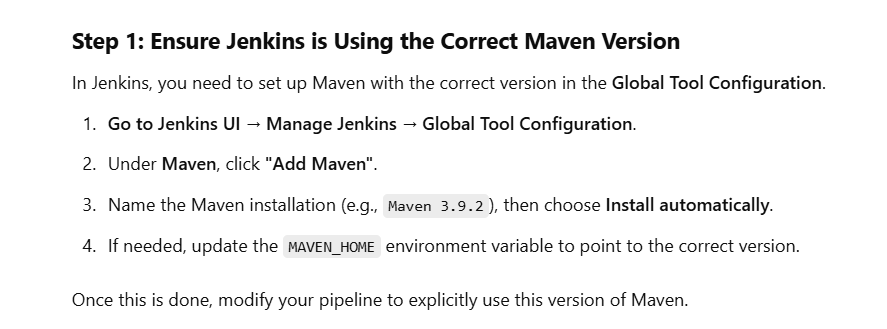 Step 1: Ensure Jenkins is Using the Correct Maven Version
In Jenkins, you need to set up Maven with the correct version in the Global Tool Configuration.
1. Go to Jenkins UI → Manage Jenkins → Global Tool Configuration.
2. Under Maven, click "Add Maven".
3. Name the Maven installation (e.g., Maven 3.9.2), then choose Install automatically.
4. If needed, update the MAVEN_HOME environment variable to point to the correct version.
Once this is done, modify your pipeline to explicitly use this version of Maven.